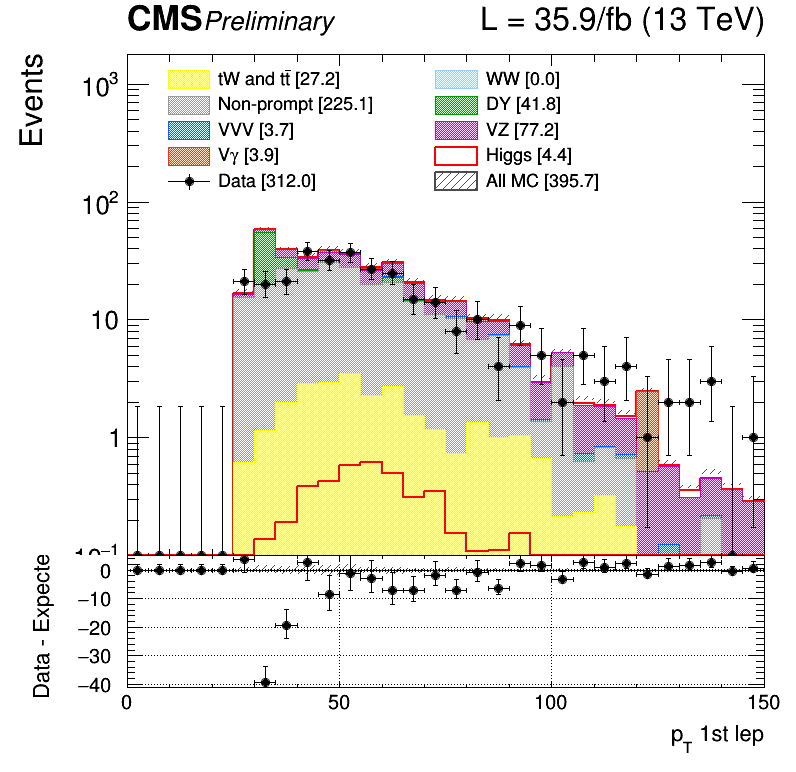 CMS Preliminary L = 35.9/fb (13 TeV)
Events
tW and tt̄ [27.2] WW [0.0]
Non-prompt [225.1] DY [41.8]
VVV [3.7] VZ [77.2]
Vγ [3.9] Higgs [4.4]
Data [312.0] All MC [395.7]
10³
10²
10
1
10⁻¹
Data - Expecte
0
−10
−20
−30
−40
0 50 100 150
p_T 1st lep